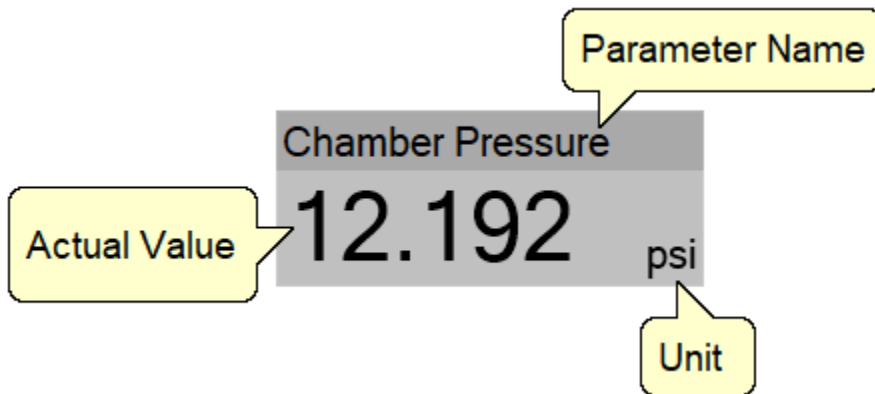 Parameter Name
Chamber Pressure
Actual Value
12.192
psi
Unit